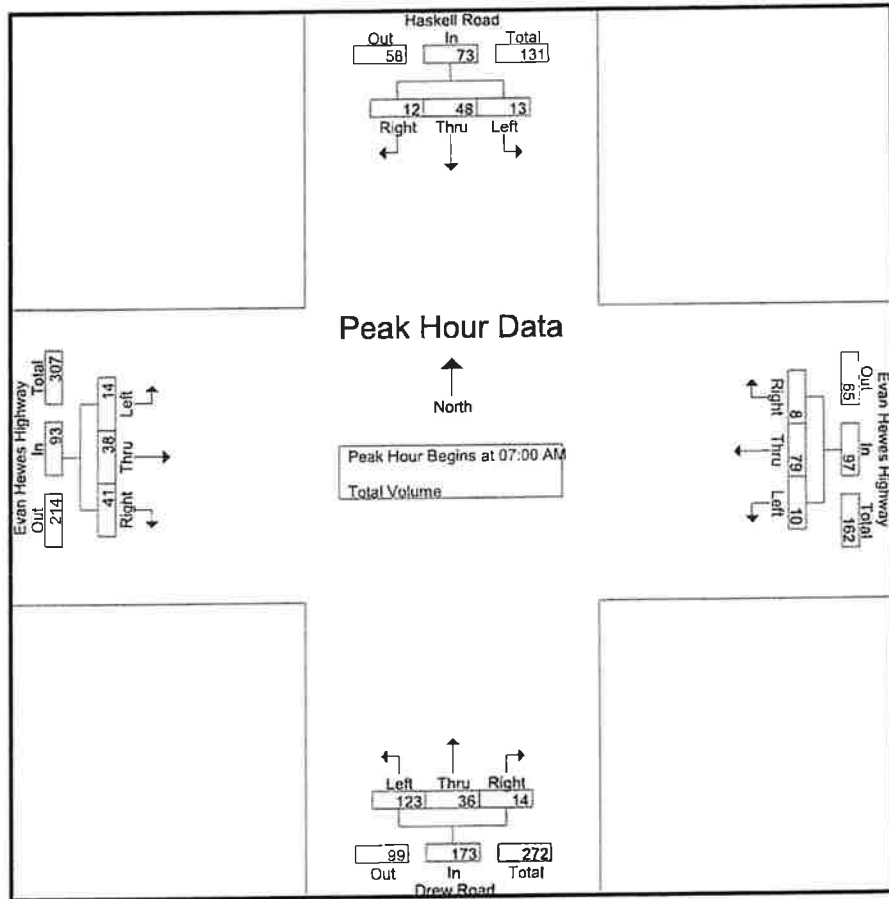 Haskell Road
Out In Total
58 73 131
12 48 13
Right Thru Left
Peak Hour Data
North
Peak Hour Begins at 07:00 AM
Total Volume
Evan Hewes Highway
Total In Out
307 93 214
14 38 41
Left Thru Right
Evan Hewes Highway
Out In Total
65 97 162
8 79 10
Right Thru Left
Left Thru Right
123 36 14
99 173 272
Out In Total
Drew Road